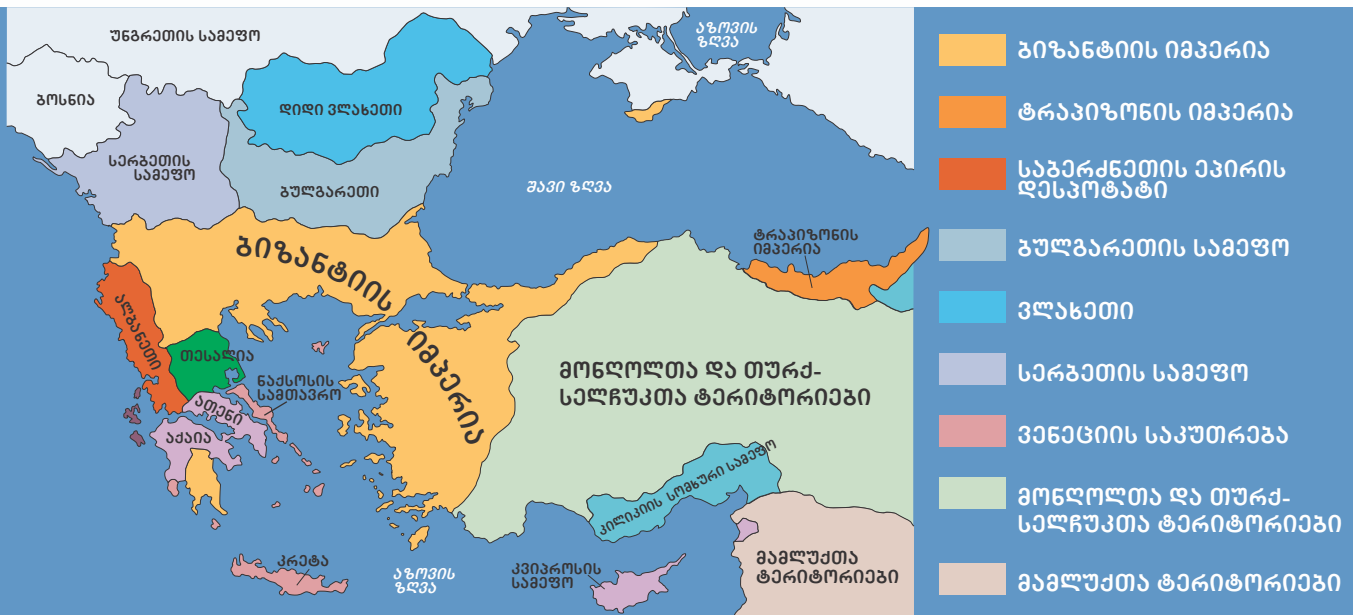 უნგრეთის სამეფო
აზოვის
ზღვა
ბოსნია
დიდი ვლახეთი
სერბეთის
სამეფო
ბულგარეთი
შავი ზღვა
ბიზანტიის
იმპერია
ტრაპიზონის
იმპერია
ალბანეთი
თესალია
ნაქსოსის
სამთავრო
ათენი
აქაია
მონღოლთა და თურქ-
სელჩუკთა ტერიტორიები
კილიკიის სომხური სამეფო
კრეტა
აზოვის
ზღვა
კვიპროსის
სამეფო
მამლუქთა
ტერიტორიები
ბიზანტიის იმპერია
ტრაპიზონის იმპერია
საბერძნეთის ეპირის
დესპოტატი
ბულგარეთის სამეფო
ვლახეთი
სერბეთის სამეფო
ვენეციის საკუთრება
მონღოლთა და თურქ-
სელჩუკთა ტერიტორიები
მამლუქთა ტერიტორიები